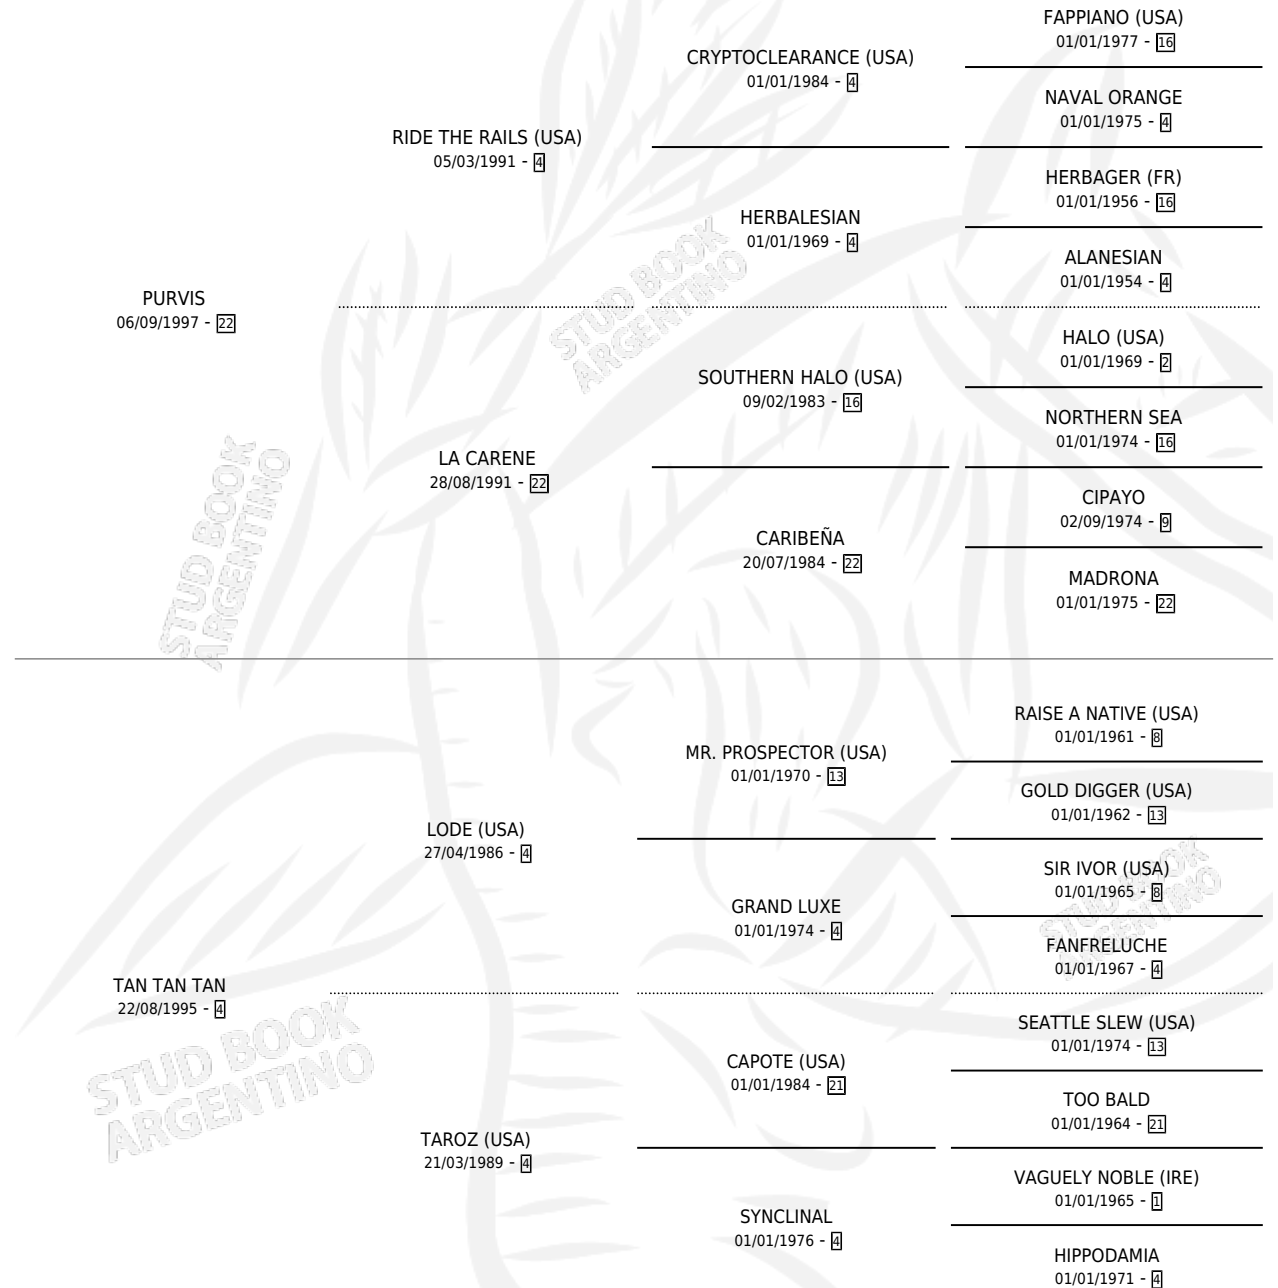 FAPPIANO (USA)
01/01/1977 - 16
CRYPTOCLEARANCE (USA)
01/01/1984 - 4
NAVAL ORANGE
01/01/1975 - 4
RIDE THE RAILS (USA)
05/03/1991 - 4
HERBAGER (FR)
01/01/1956 - 16
HERBALESIAN
01/01/1969 - 4
ALANESIAN
01/01/1954 - 4
STUD BOOK
ARGENTINO
PURVIS
06/09/1997 - 22
HALO (USA)
01/01/1969 - 2
SOUTHERN HALO (USA)
09/02/1983 - 16
NORTHERN SEA
01/01/1974 - 16
LA CARENE
28/08/1991 - 22
CIPAYO
02/09/1974 - 9
CARIBEÑA
20/07/1984 - 22
MADRONA
01/01/1975 - 22
STUD BOOK
ARGENTINO
RAISE A NATIVE (USA)
01/01/1961 - 8
MR. PROSPECTOR (USA)
01/01/1970 - 13
GOLD DIGGER (USA)
01/01/1962 - 13
LODE (USA)
27/04/1986 - 4
SIR IVOR (USA)
01/01/1965 - 8
STUD BOOK
ARGENTINO
GRAND LUXE
01/01/1974 - 4
FANFRELUCHE
01/01/1967 - 4
TAN TAN TAN
22/08/1995 - 4
SEATTLE SLEW (USA)
01/01/1974 - 13
STUD BOOK
ARGENTINO
CAPOTE (USA)
01/01/1984 - 21
TOO BALD
01/01/1964 - 21
TAROZ (USA)
21/03/1989 - 4
VAGUELY NOBLE (IRE)
01/01/1965 - 1
SYNCLINAL
01/01/1976 - 4
HIPPODAMIA
01/01/1971 - 4